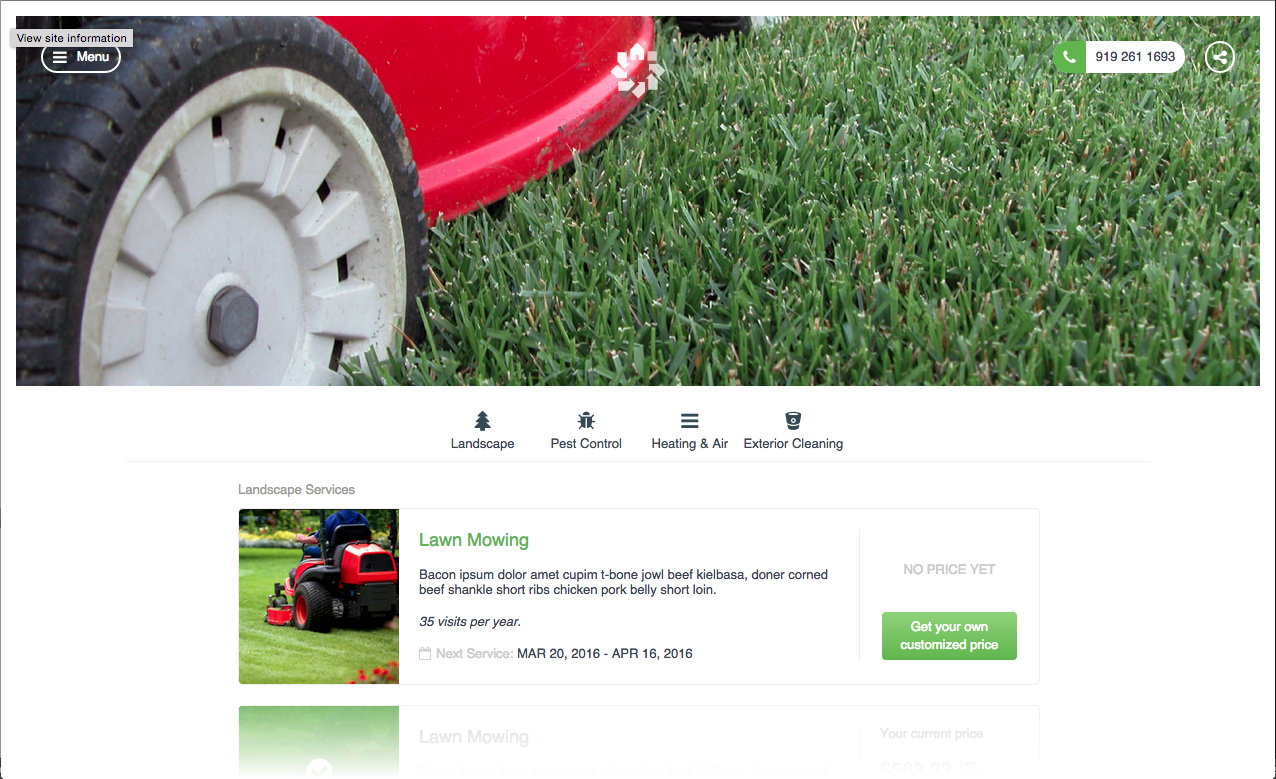 View site information
Menu
919 261 1693
Landscape
Pest Control
Heating & Air
Exterior Cleaning
Landscape Services
Lawn Mowing
Bacon ipsum dolor amet cupim t-bone jowl beef kielbasa, doner corned
beef shankle short ribs chicken pork belly short loin.
35 visits per year.
Next Service: MAR 20, 2016 - APR 16, 2016
NO PRICE YET
Get your own
customized price
Lawn Mowing
Your current price